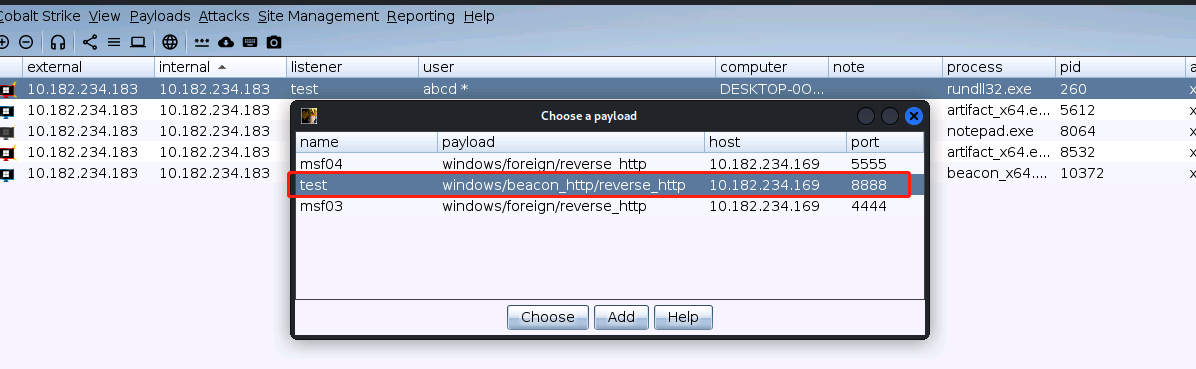 Cobalt Strike View Payloads Attacks Site Management Reporting Help
external internal listener user computer note process pid
10.182.234.183 10.182.234.183 test abcd * DESKTOP-0O... rundll32.exe 260
Choose a payload
10.182.234.183 10.182.234.183 artifact_x64.e... 5612
name payload host port
10.182.234.183 10.182.234.183 notepad.exe 8064
10.182.234.183 10.182.234.183 artifact_x64.e... 8532
msf04 windows/foreign/reverse_http 10.182.234.169 5555
10.182.234.183 10.182.234.183 beacon_x64.... 10372
test windows/beacon_http/reverse_http 10.182.234.169 8888
msf03 windows/foreign/reverse_http 10.182.234.169 4444
Choose Add Help